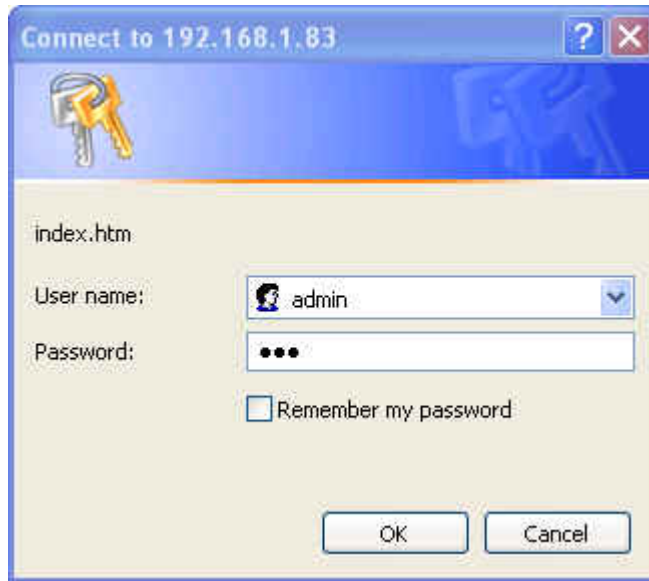 Connect to 192.168.1.83
index.htm
User name: admin
Password: •••
Remember my password
OK Cancel